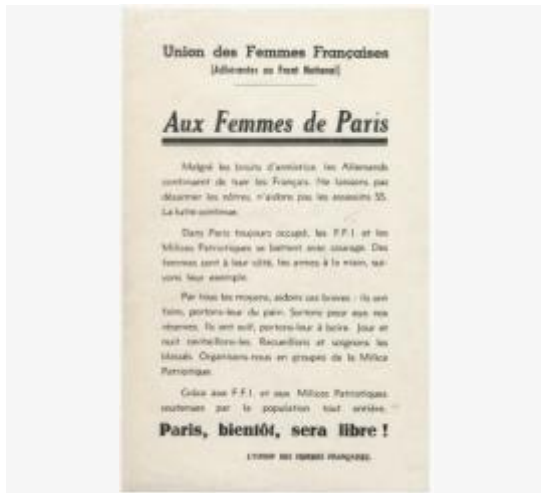 Union des Femmes Françaises
(Adhérentes au Front National)
Aux Femmes de Paris
Malgré les bruits d'armistice, les Allemands
continuent de tuer les Français. Ne laissons pas
désarmer les nôtres, n'aidons pas les assassins SS.
La lutte continue.
Dans Paris toujours occupé, les F.F.I. et les
Milices Patriotiques se battent avec courage. Des
femmes sont à leur côté, les armes à la main, sui-
vons leur exemple.
Par tous les moyens, aidons ces braves : ils ont
faim, portons-leur du pain. Sortons pour eux nos
réserves. Ils ont soif, portons-leur à boire. Jour et
nuit ravitaillons-les. Recueillons et soignons les
blessés. Organisons-nous en groupes de la Milice
Patriotique.
Grâce aux F.F.I. et aux Milices Patriotiques
soutenues par la population tout entière,
Paris, bientôt, sera libre !
L'UNION DES FEMMES FRANÇAISES.